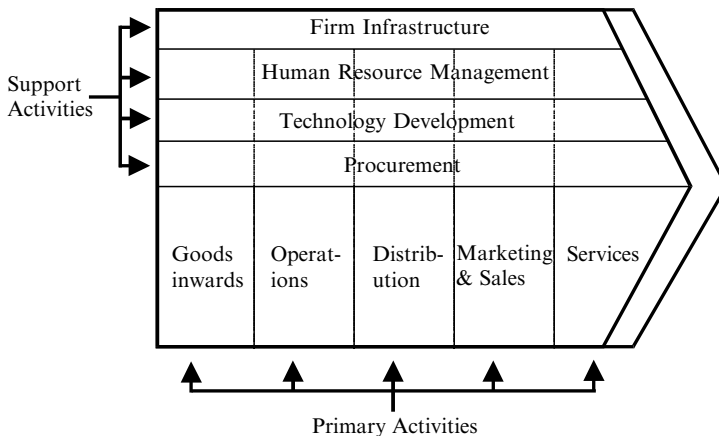 Firm Infrastructure
Human Resource Management
Support
Activities
Technology Development
Procurement
Goods
inwards
Operat-
ions
Distrib-
ution
Marketing
& Sales
Services
Primary Activities